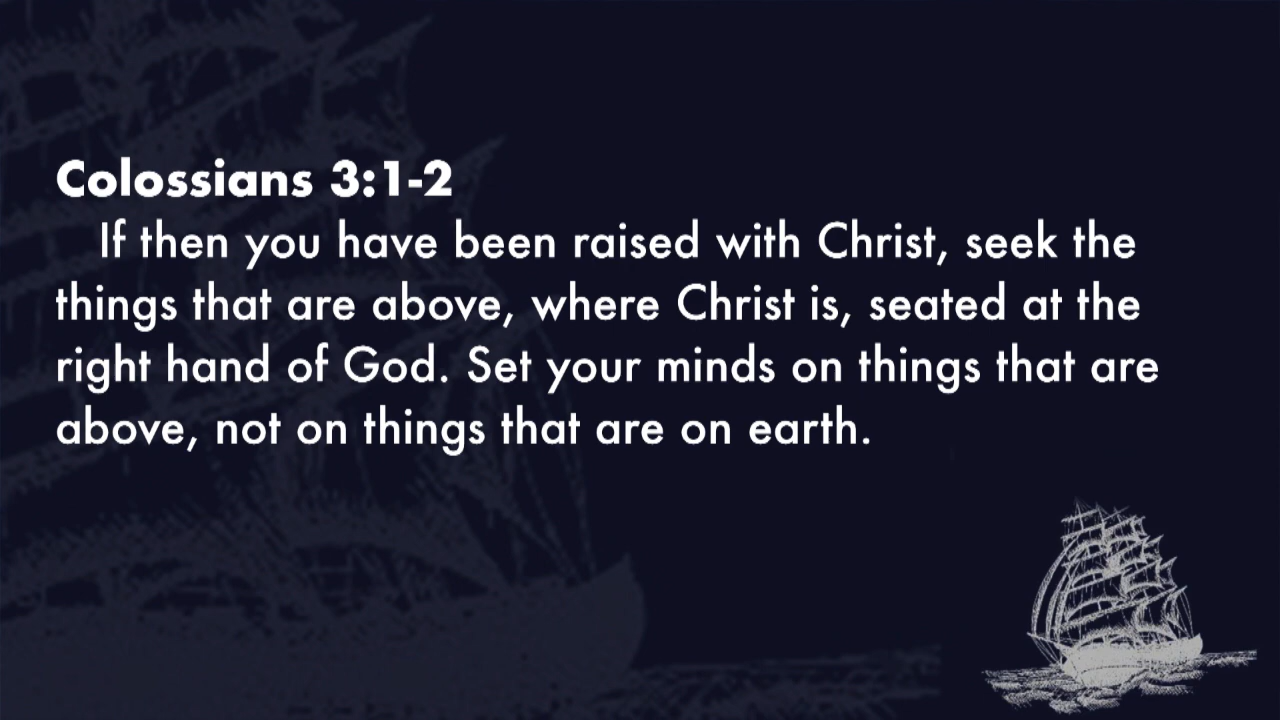 Colossians 3:1-2
If then you have been raised with Christ, seek the
things that are above, where Christ is, seated at the
right hand of God. Set your minds on things that are
above, not on things that are on earth.